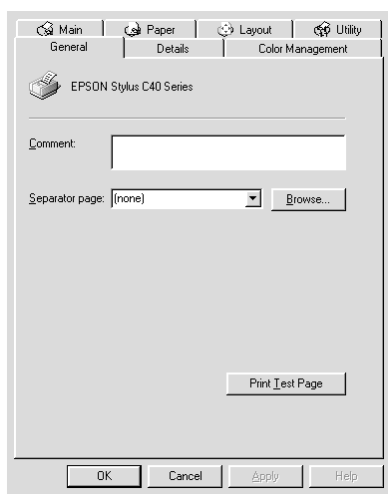 Main Paper Layout Utility
General Details Color Management
EPSON Stylus C40 Series
Comment:
Separator page: (none) Browse...
Print Test Page
OK Cancel Apply Help